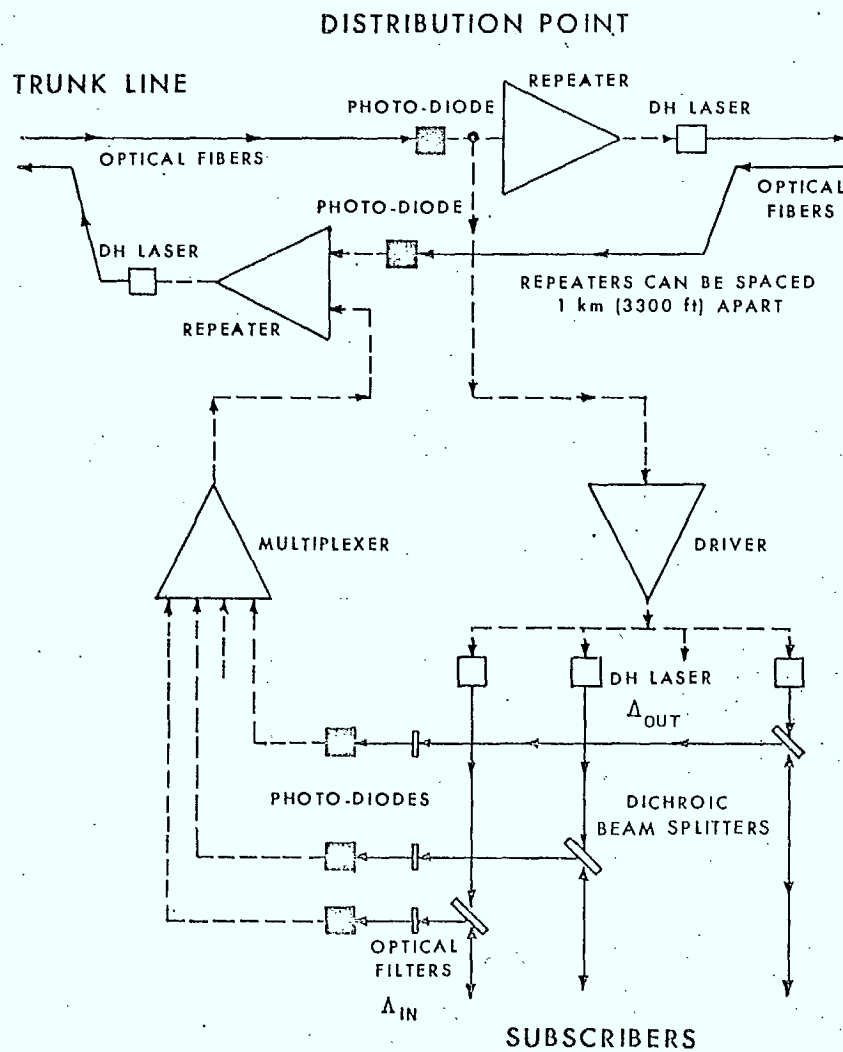 DISTRIBUTION POINT
TRUNK LINE
REPEATER
PHOTO-DIODE
DH LASER
OPTICAL FIBERS
OPTICAL
FIBERS
PHOTO-DIODE
DH LASER
REPEATER
REPEATERS CAN BE SPACED
1 km (3300 ft) APART
MULTIPLEXER
DRIVER
DH LASER
ΛOUT
PHOTO-DIODES
DICHROIC
BEAM SPLITTERS
OPTICAL
FILTERS
ΛIN
SUBSCRIBERS